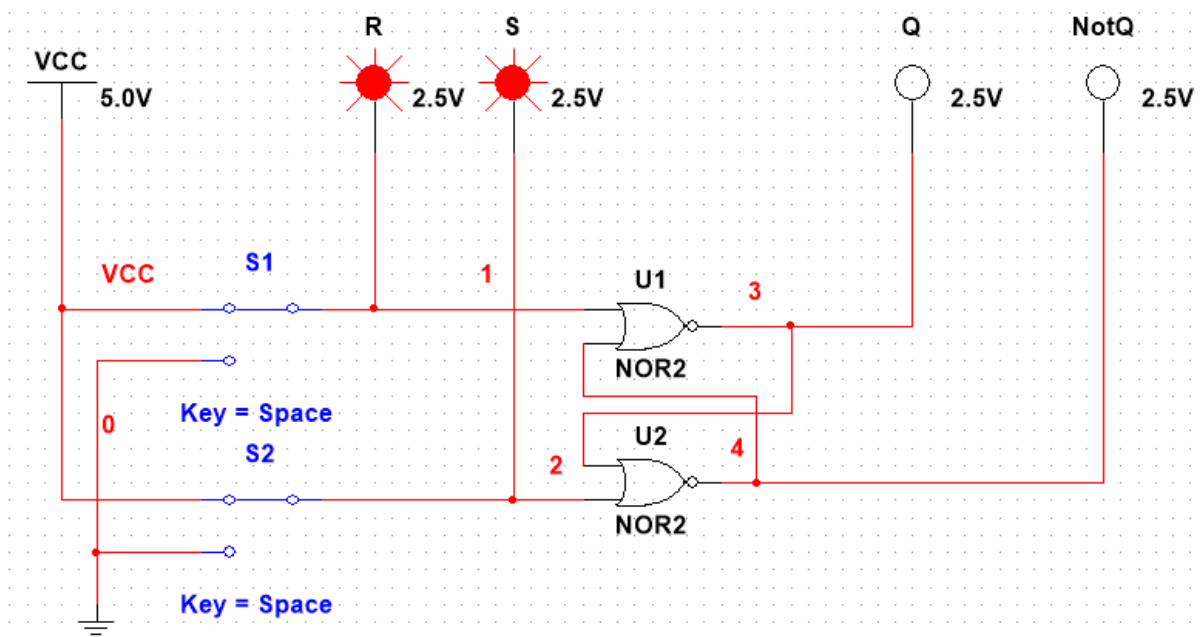 R
S
Q
NotQ
VCC
5.0V
2.5V
2.5V
2.5V
2.5V
VCC
S1
1
U1
3
NOR2
Key = Space
0
S2
2
U2
4
NOR2
Key = Space